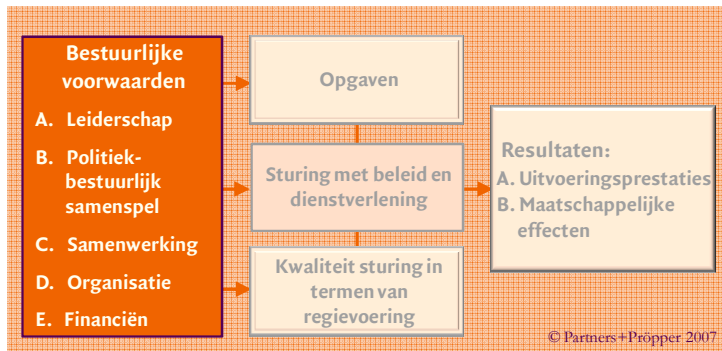 Bestuurlijke
voorwaarden
A. Leiderschap
B. Politiek-
bestuurlijk
samenspel
C. Samenwerking
D. Organisatie
E. Financiën
Opgaven
Sturing met beleid en
dienstverlening
Kwaliteit sturing in
termen van
regievoering
Resultaten:
A. Uitvoeringsprestaties
B. Maatschappelijke
effecten
© Partners+Pröpper 2007